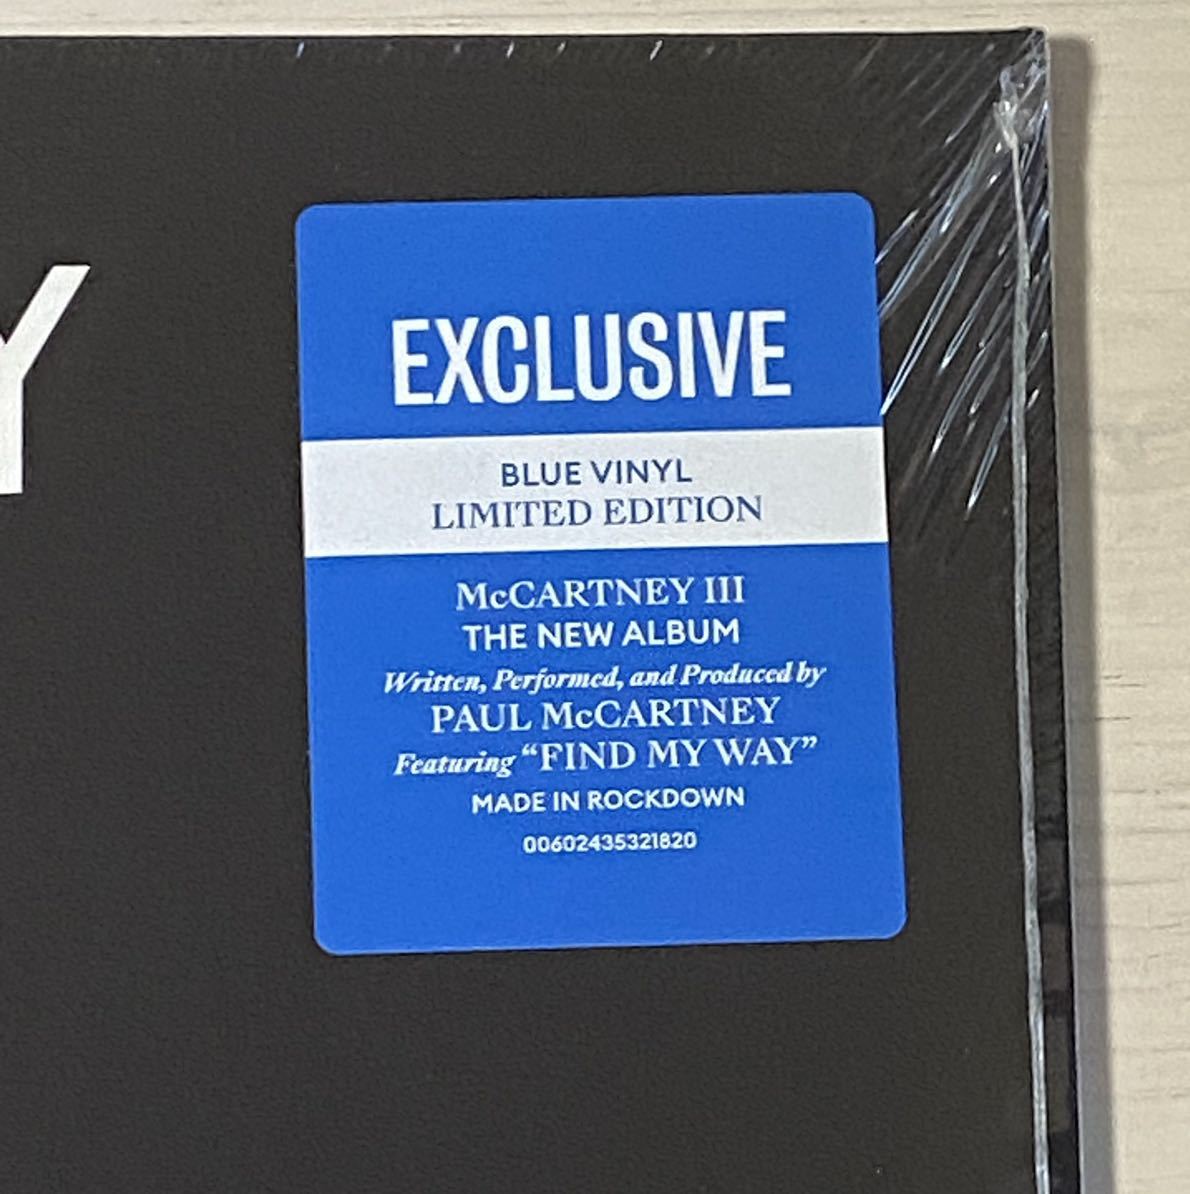 Y
EXCLUSIVE
BLUE VINYL
LIMITED EDITION
McCARTNEY III
THE NEW ALBUM
Written, Performed, and Produced by
PAUL McCARTNEY
Featuring “FIND MY WAY”
MADE IN ROCKDOWN
00602435321820